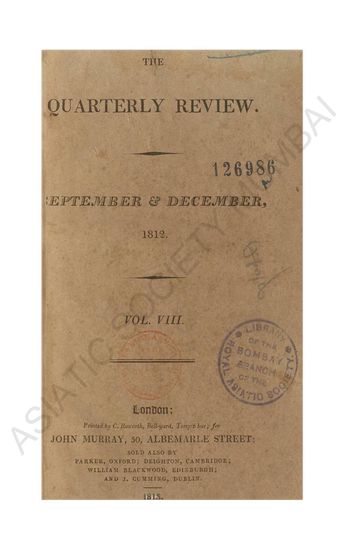 THE
QUARTERLY REVIEW.
126986
SEPTEMBER & DECEMBER,
1812.
VOL. VIII.
LIBRARY
OF THE
BOMBAY
BRANCH
OF THE
ROYAL ASIATIC SOCIETY
London:
Printed by C. Roworth, Bell-yard, Temple bar; for
JOHN MURRAY, 50, ALBEMARLE STREET:
SOLD ALSO BY
PARKER, OXFORD; DEIGHTON, CAMBRIDGE;
WILLIAM BLACKWOOD, EDINBURGH;
AND J. CUMMING, DUBLIN.
1813.
ASIATIC SOCIETY MUMBAI